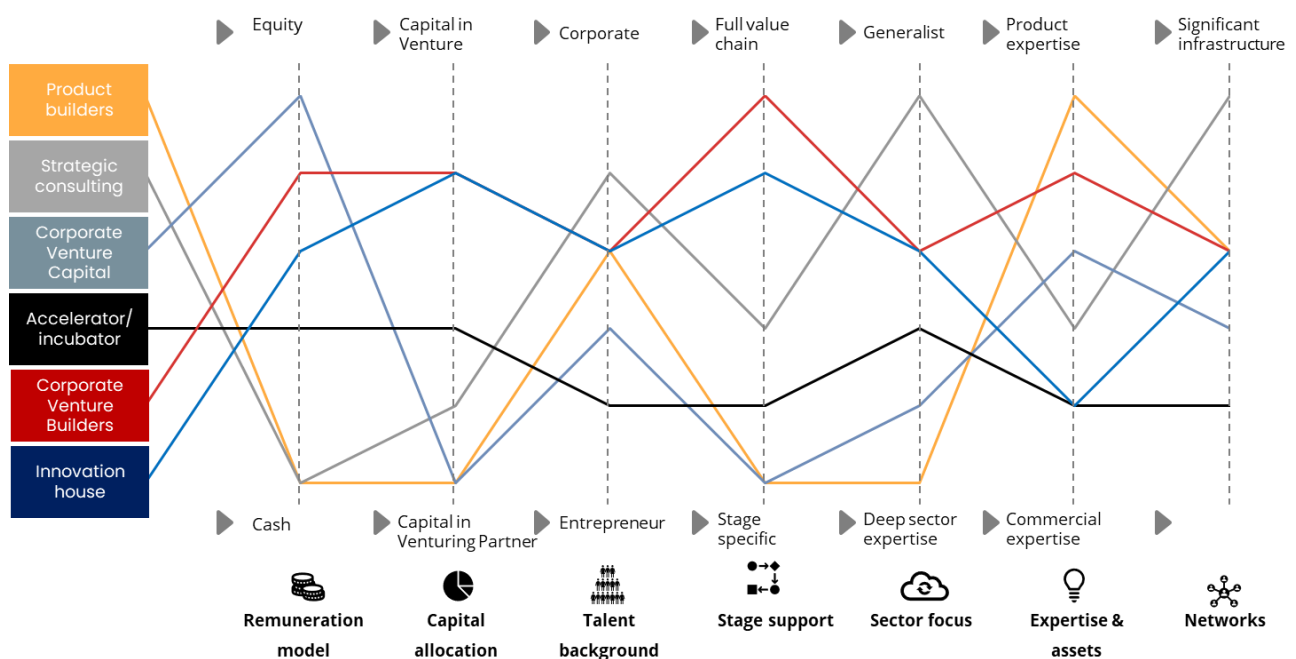 Equity
Capital in
Venture
Corporate
Full value
chain
Generalist
Product
expertise
Significant
infrastructure
Product
builders
Strategic
consulting
Corporate
Venture
Capital
Accelerator/
incubator
Corporate
Venture
Builders
Innovation
house
Cash
Capital in
Venturing Partner
Entrepreneur
Stage
specific
Deep sector
expertise
Commercial
expertise
Remuneration
model
Capital
allocation
Talent
background
Stage support
Sector focus
Expertise &
assets
Networks